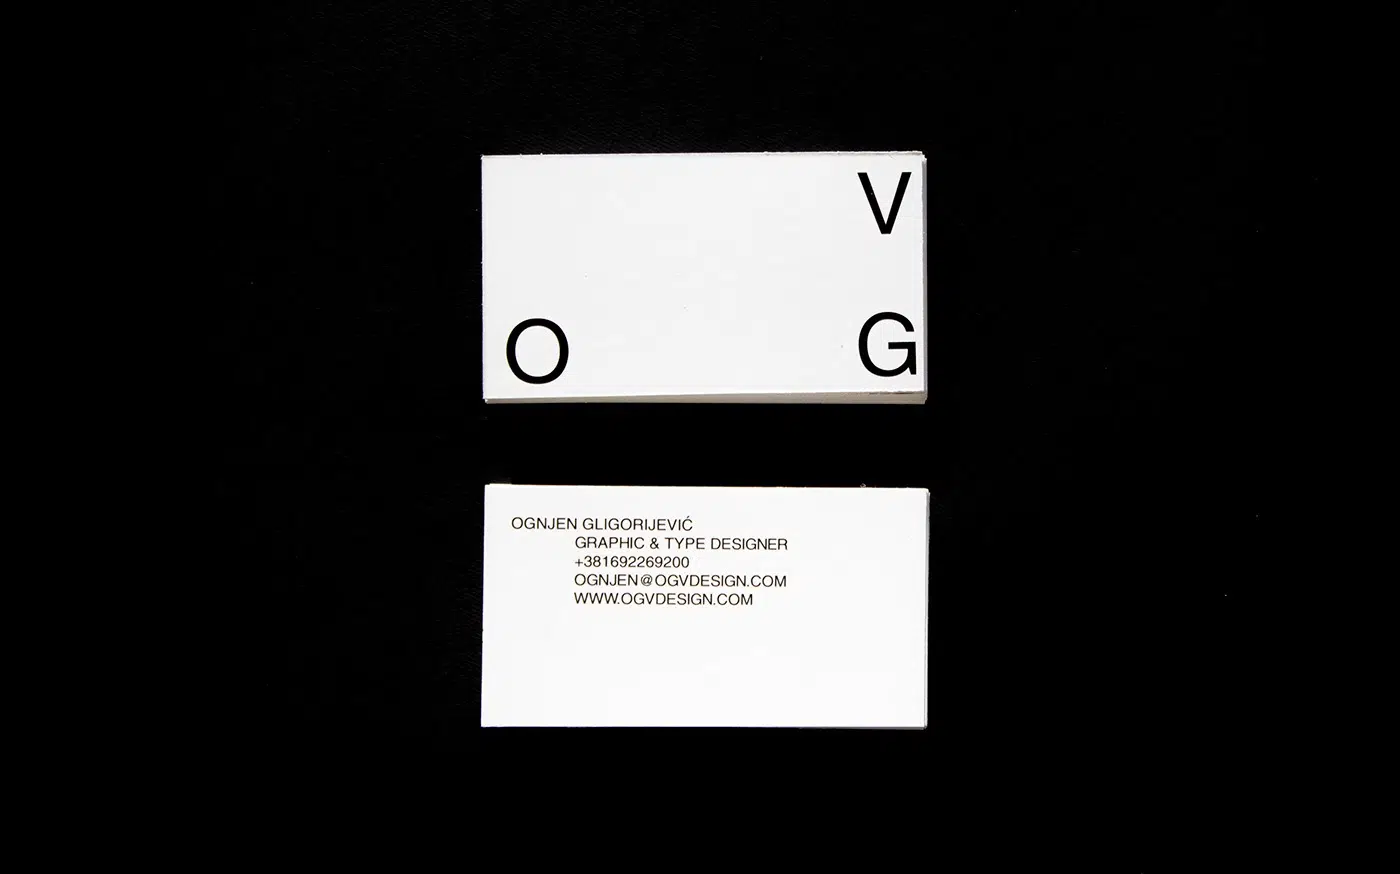 V
O G
OGNJEN GLIGORIJEVIĆ
GRAPHIC & TYPE DESIGNER
+381692269200
OGNJEN@OGVDESIGN.COM
WWW.OGVDESIGN.COM